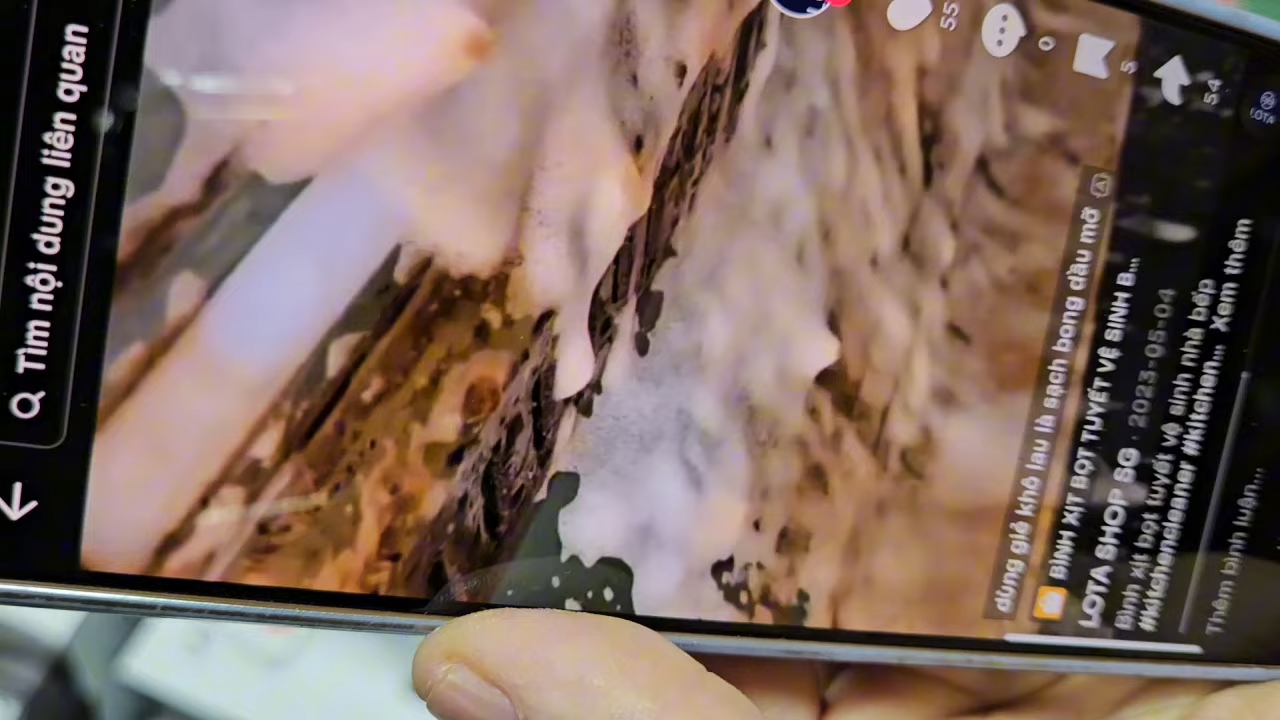 Tìm nội dung liên quan
55
0
5
54
LOTA
dùng giẻ khô lau là sạch bong dầu mỡ
BÌNH XỊT BỌT TUYẾT VỆ SINH B...
LOTA SHOP SG · 2023-05-04
Bình xịt bọt tuyết vệ sinh nhà bếp
#kitchencleaner #kitchen... Xem thêm
Thêm bình luận...